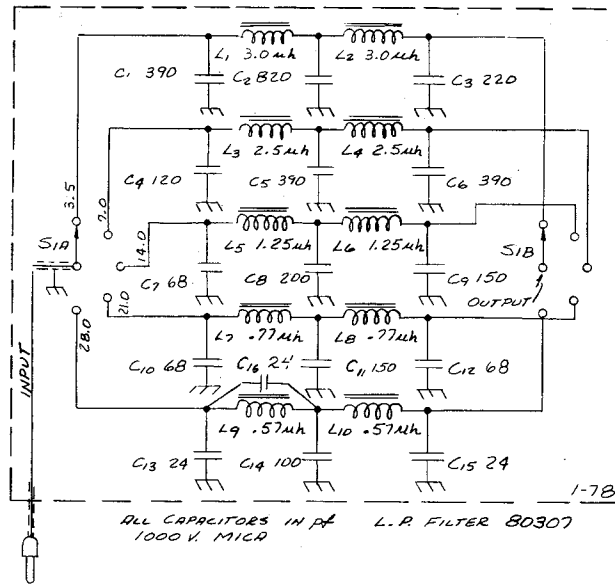 L1 3.0µh L2 3.0µh
C1 390 C2 820 C3 220
L3 2.5µh L4 2.5µh
C4 120 C5 390 C6 390
3.5 7.0
S1A 14.0 L5 1.25µh L6 1.25µh S1B
C7 68 C8 200 C9 150
OUTPUT
28.0 21.0 L7 .77µh L8 .77µh
INPUT
C10 68 C16 24 C11 150 C12 68
L9 .57µh L10 .57µh
C13 24 C14 100 C15 24
1-78
ALL CAPACITORS IN pf L.P. FILTER 80307
1000 V. MICA